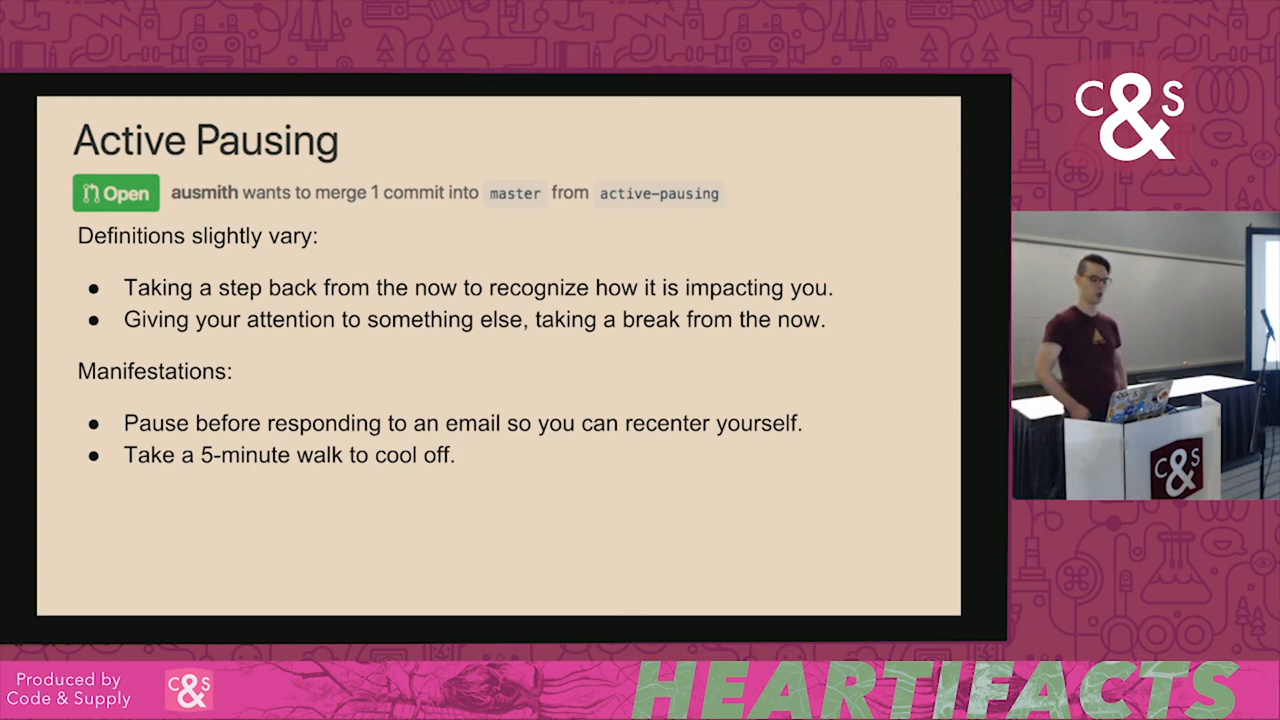 Active Pausing
Open ausmith wants to merge 1 commit into master from active-pausing
Definitions slightly vary:
● Taking a step back from the now to recognize how it is impacting you.
● Giving your attention to something else, taking a break from the now.
Manifestations:
● Pause before responding to an email so you can recenter yourself.
● Take a 5-minute walk to cool off.
C&S
C&S
Produced by
Code & Supply
C&S
HEARTIFACTS